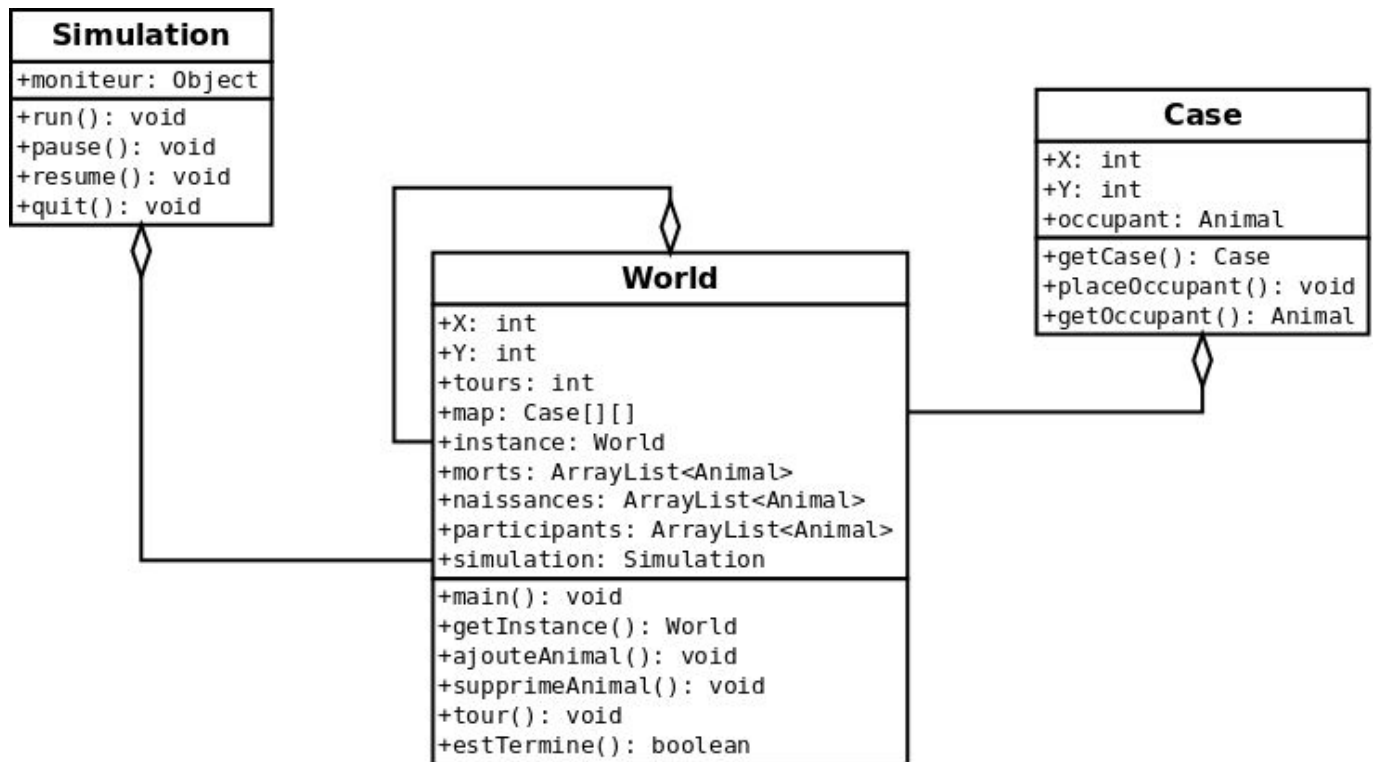 Simulation
+moniteur: Object
+run(): void
+pause(): void
+resume(): void
+quit(): void
Case
+X: int
+Y: int
+occupant: Animal
+getCase(): Case
+placeOccupant(): void
+getOccupant(): Animal
World
+X: int
+Y: int
+tours: int
+map: Case[][]
+instance: World
+morts: ArrayList<Animal>
+naissances: ArrayList<Animal>
+participants: ArrayList<Animal>
+simulation: Simulation
+main(): void
+getInstance(): World
+ajouteAnimal(): void
+supprimeAnimal(): void
+tour(): void
+estTermine(): boolean